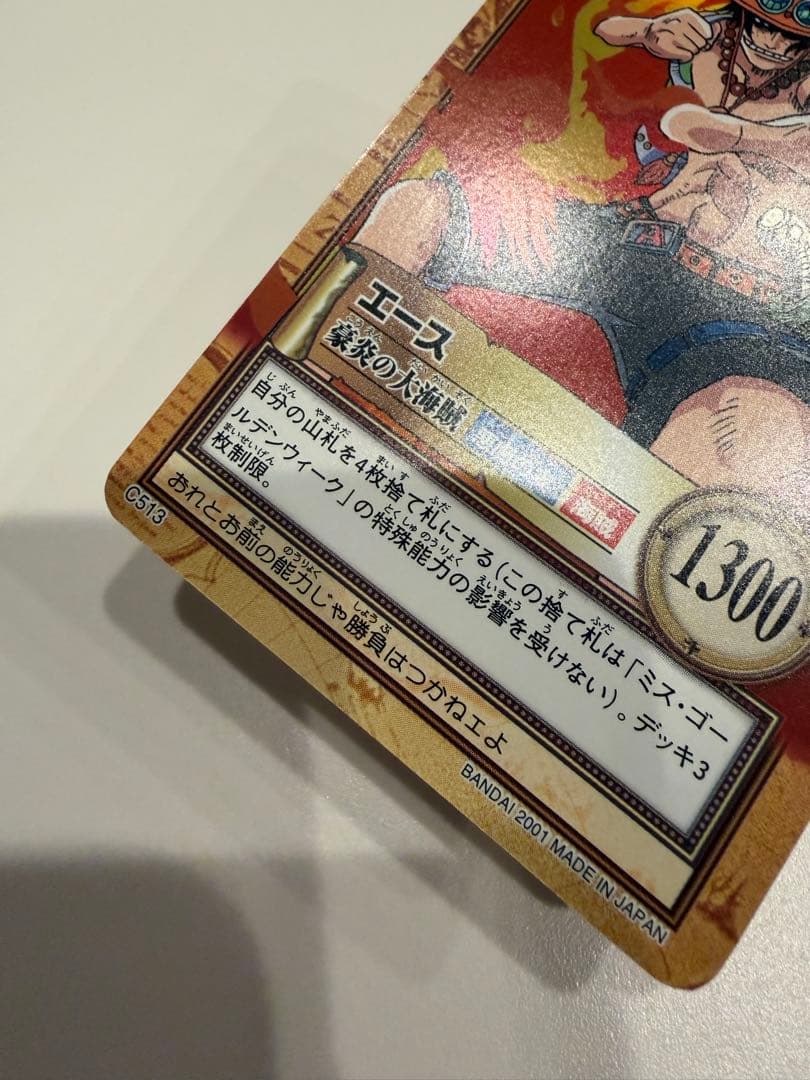 エース
豪炎の大海賊
1300
自分の山札を4枚捨て札にする(この捨て札は「ミス・ゴー
ルデンウィーク」の特殊能力の影響を受けない)。デッキ3
枚制限。
おれとお前の能力じゃ勝負はつかねェよ
C513
BANDAI 2001 MADE IN JAPAN